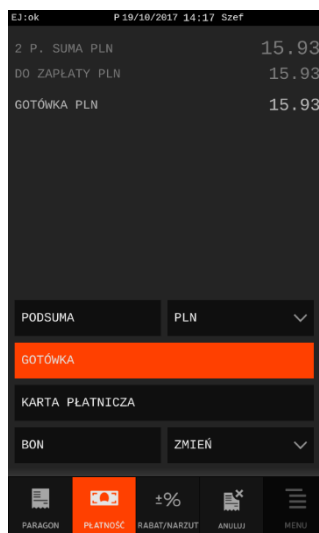 EJ:ok P 19/10/2017 14:17 Szef
2 P. SUMA PLN 15.93
DO ZAPŁATY PLN 15.93
GOTÓWKA PLN 15.93
PODSUMA PLN
GOTÓWKA
KARTA PŁATNICZA
BON ZMIEŃ
±%
PARAGON PŁATNOŚĆ RABAT/NARZUT ANULUJ MENU